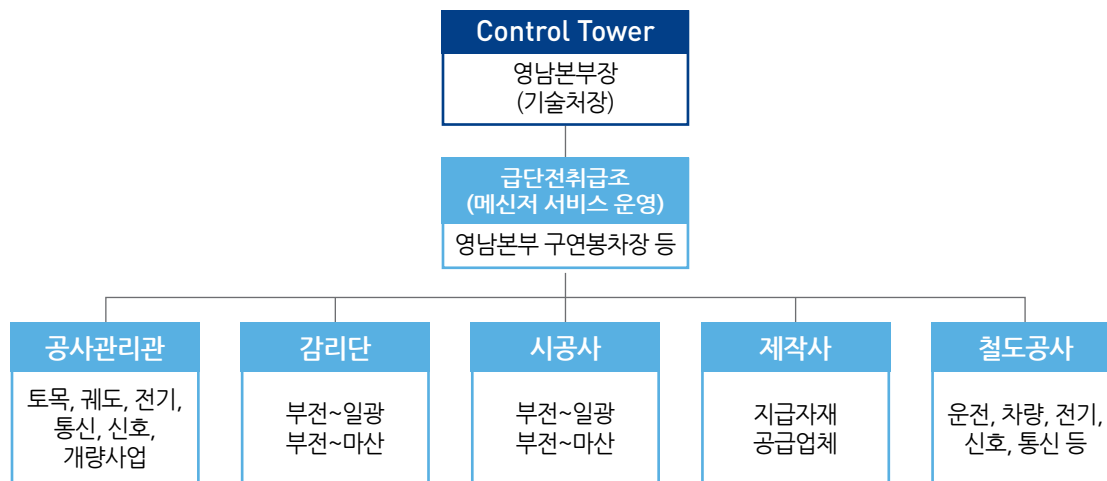 Control Tower
영남본부장
(기술처장)
급단전취급조
(메신저 서비스 운영)
영남본부 구연봉차장 등
공사관리관
토목, 궤도, 전기,
통신, 신호,
개량사업
감리단
부전~일광
부전~마산
시공사
부전~일광
부전~마산
제작사
지급자재
공급업체
철도공사
운전, 차량, 전기,
신호, 통신 등